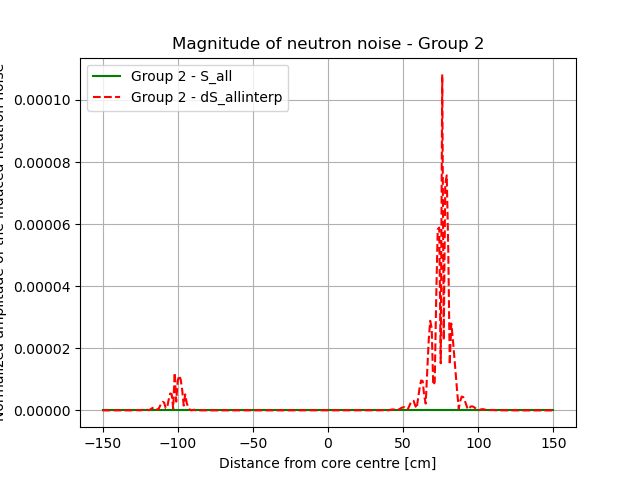 Magnitude of neutron noise - Group 2
Group 2 - S_all
Group 2 - dS_allinterp
0.00010
0.00008
0.00006
0.00004
0.00002
0.00000
−150
−100
−50
0
50
100
150
Distance from core centre [cm]
Normalized amplitude of the induced neutron noise